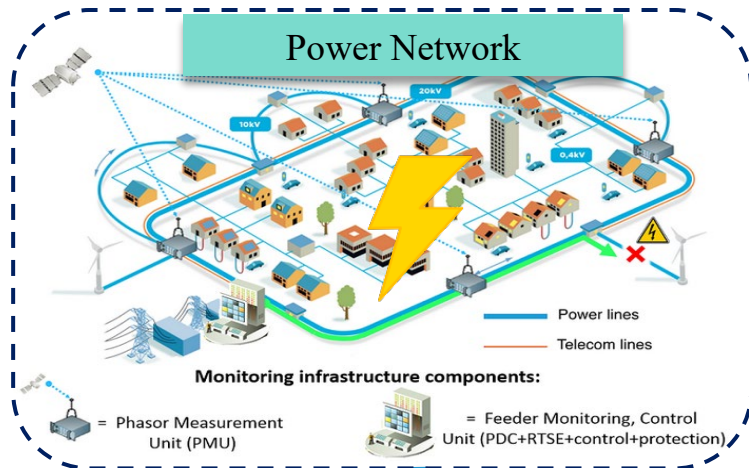 Power Network
20kV
10kV
0,4kV
Power lines
Telecom lines
Monitoring infrastructure components:
= Phasor Measurement
Unit (PMU)
= Feeder Monitoring, Control
Unit (PDC+RTSE+control+protection)